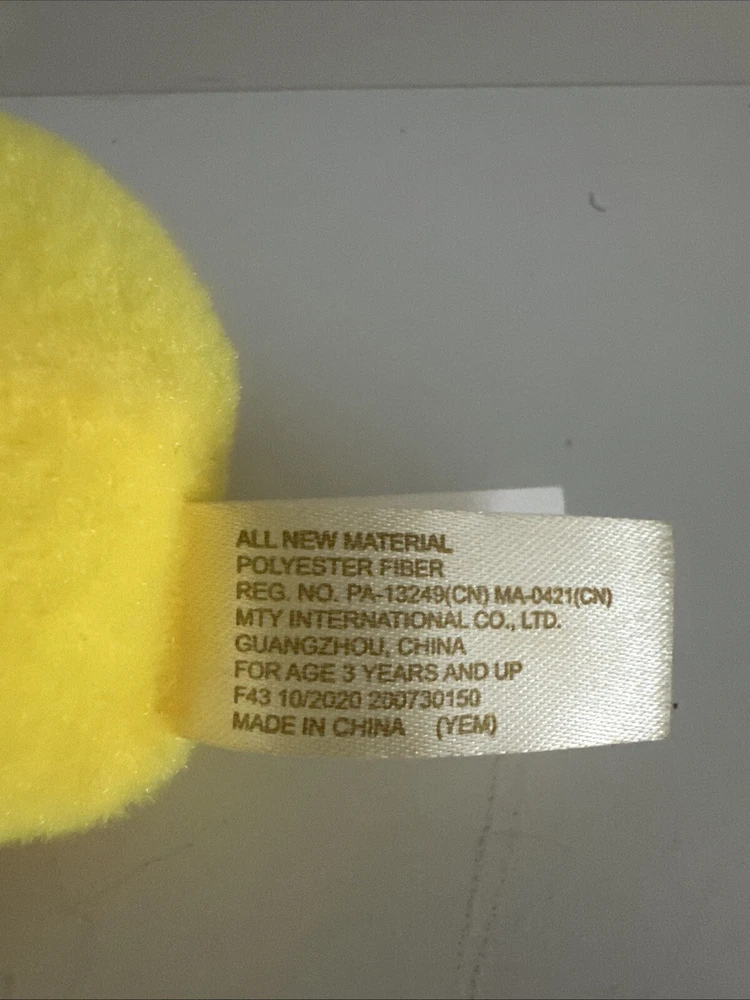 ALL NEW MATERIAL
POLYESTER FIBER
REG. NO. PA-13249(CN) MA-0421(CN)
MTY INTERNATIONAL CO., LTD.
GUANGZHOU, CHINA
FOR AGE 3 YEARS AND UP
F43 10/2020 200730150
MADE IN CHINA (YEM)